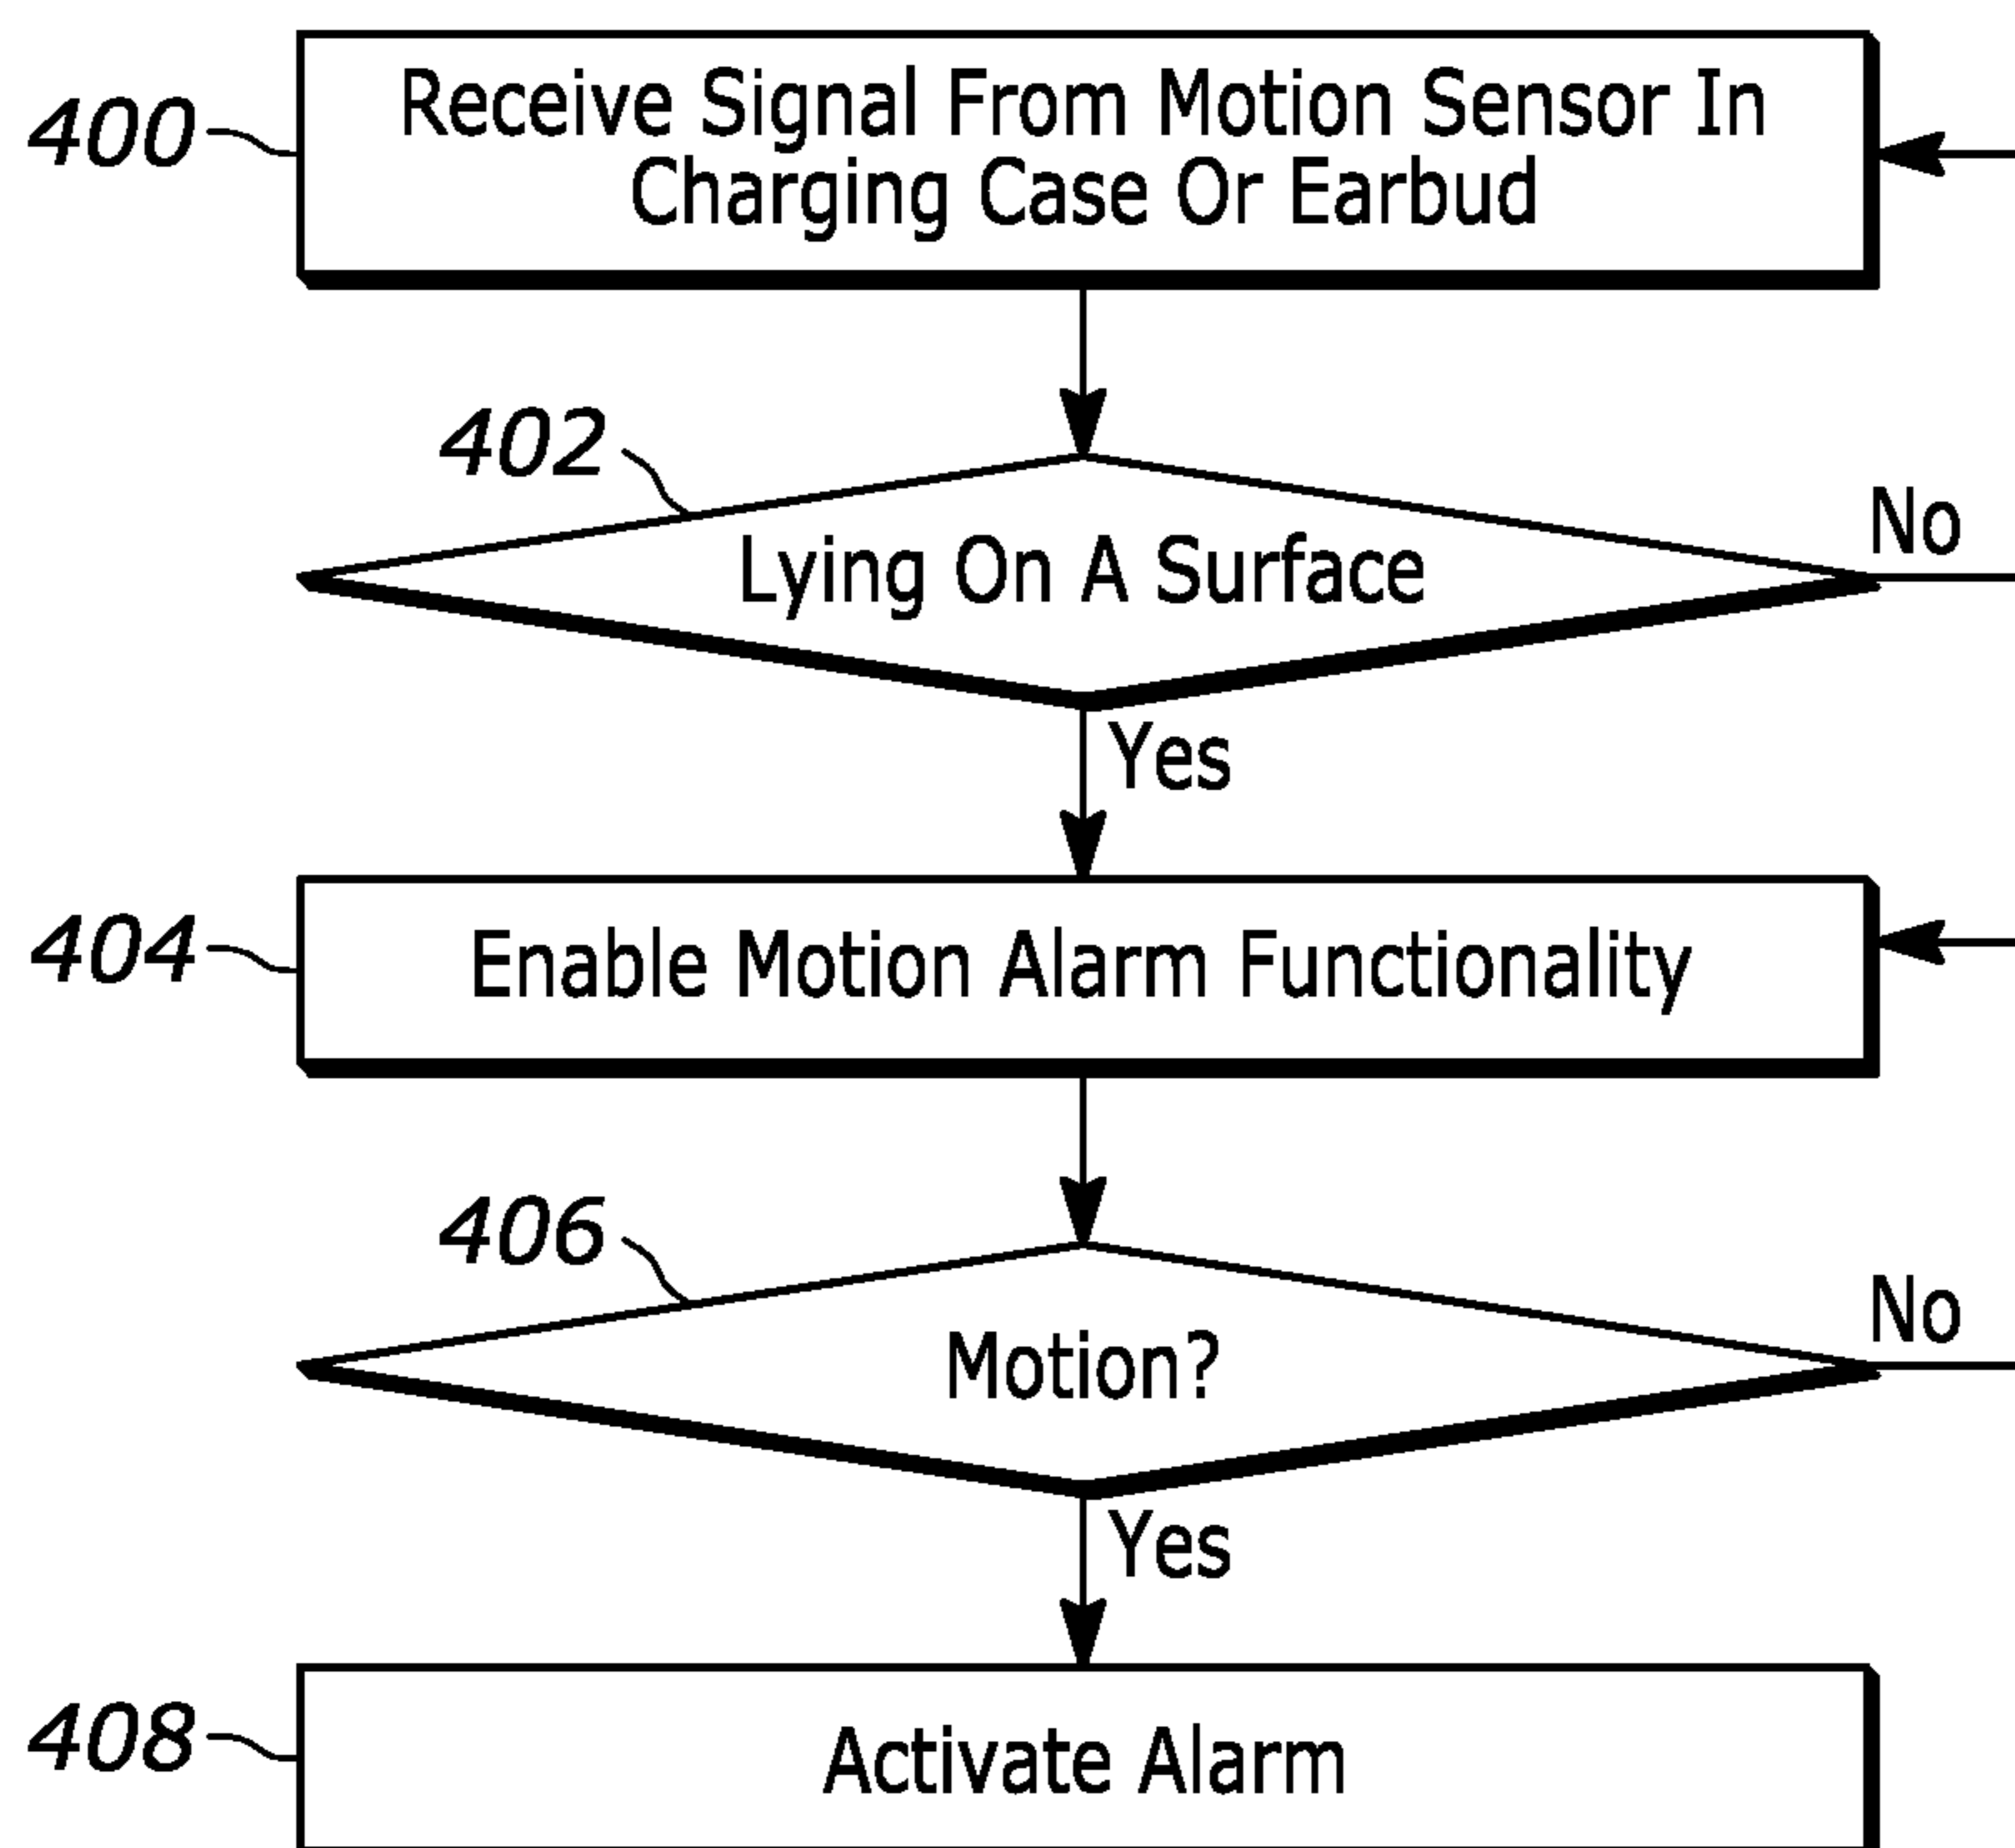 400
Receive Signal From Motion Sensor In
Charging Case Or Earbud
402
Lying On A Surface
No
Yes
404
Enable Motion Alarm Functionality
406
Motion?
No
Yes
408
Activate Alarm